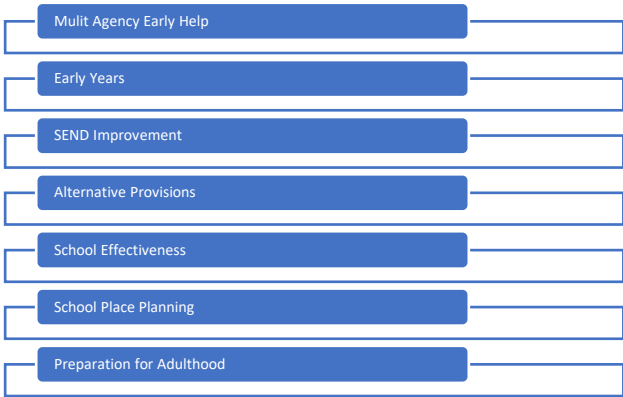 Mulit Agency Early Help
Early Years
SEND Improvement
Alternative Provisions
School Effectiveness
School Place Planning
Preparation for Adulthood